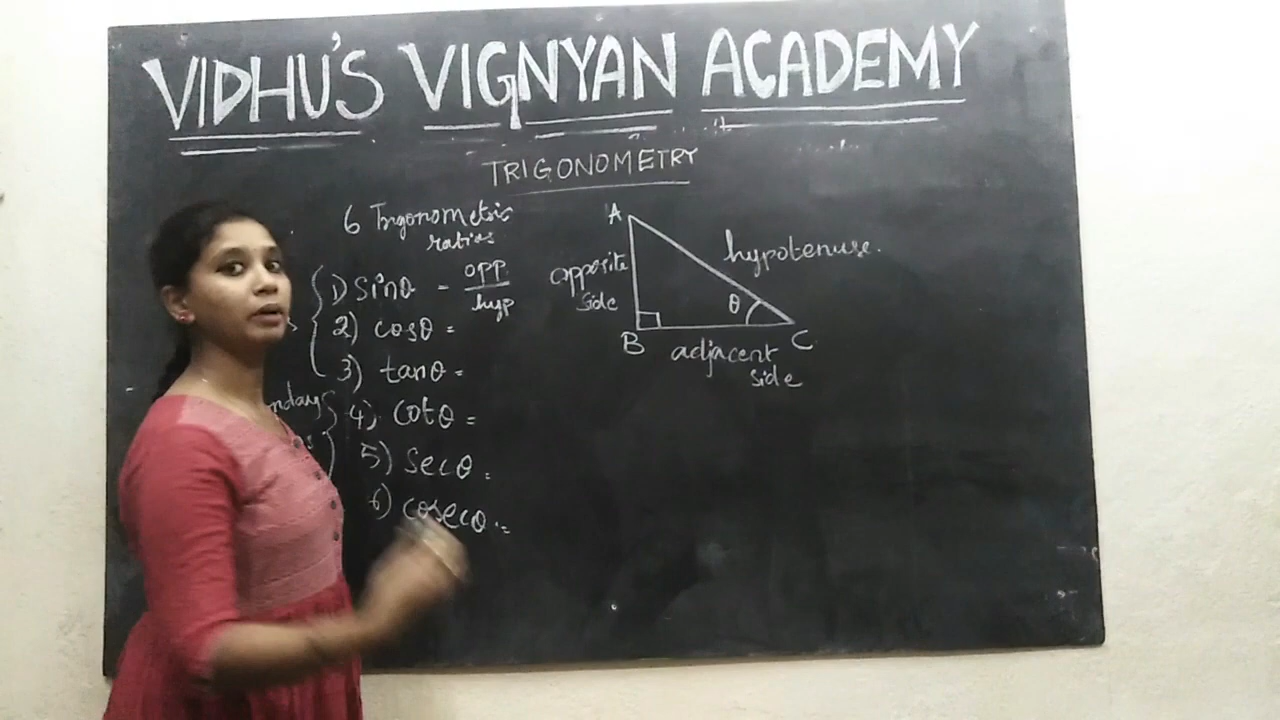 VIDHU'S VIGNYAN ACADEMY
TRIGONOMETRY
6 Trigonometric
ratios
1) sinθ = opp/hyp
2) cosθ =
3) tanθ =
4) cotθ =
5) secθ =
6) cosecθ =
A
hypotenuse.
opposite
side
θ
B
C
adjacent
side